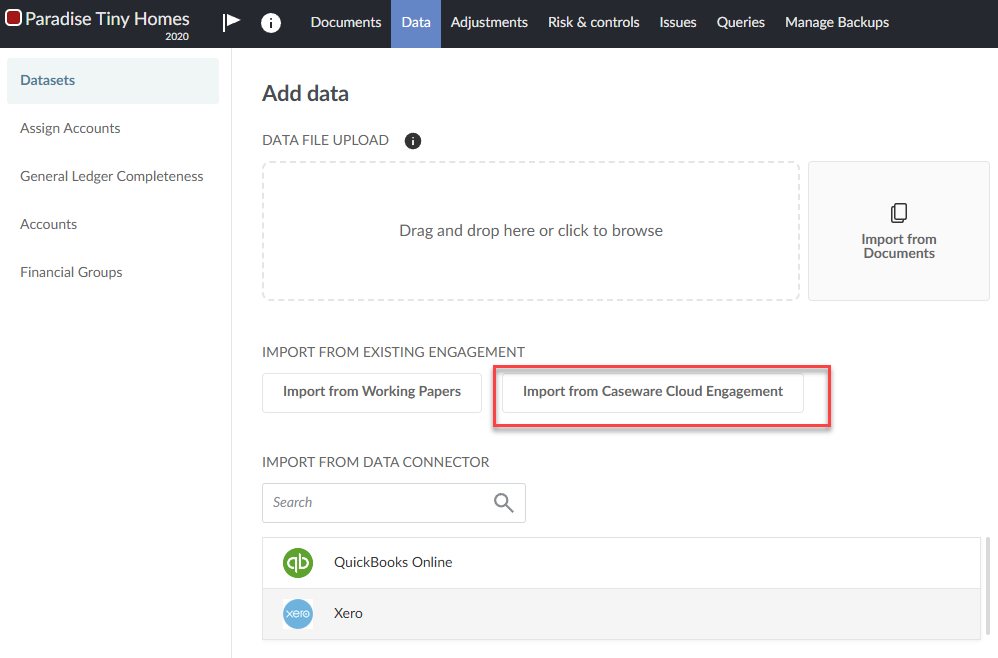 Paradise Tiny Homes
2020
Documents
Data
Adjustments
Risk & controls
Issues
Queries
Manage Backups
Datasets
Assign Accounts
General Ledger Completeness
Accounts
Financial Groups
Add data
DATA FILE UPLOAD
Drag and drop here or click to browse
Import from
Documents
IMPORT FROM EXISTING ENGAGEMENT
Import from Working Papers
Import from Caseware Cloud Engagement
IMPORT FROM DATA CONNECTOR
Search
qb
QuickBooks Online
xero
Xero